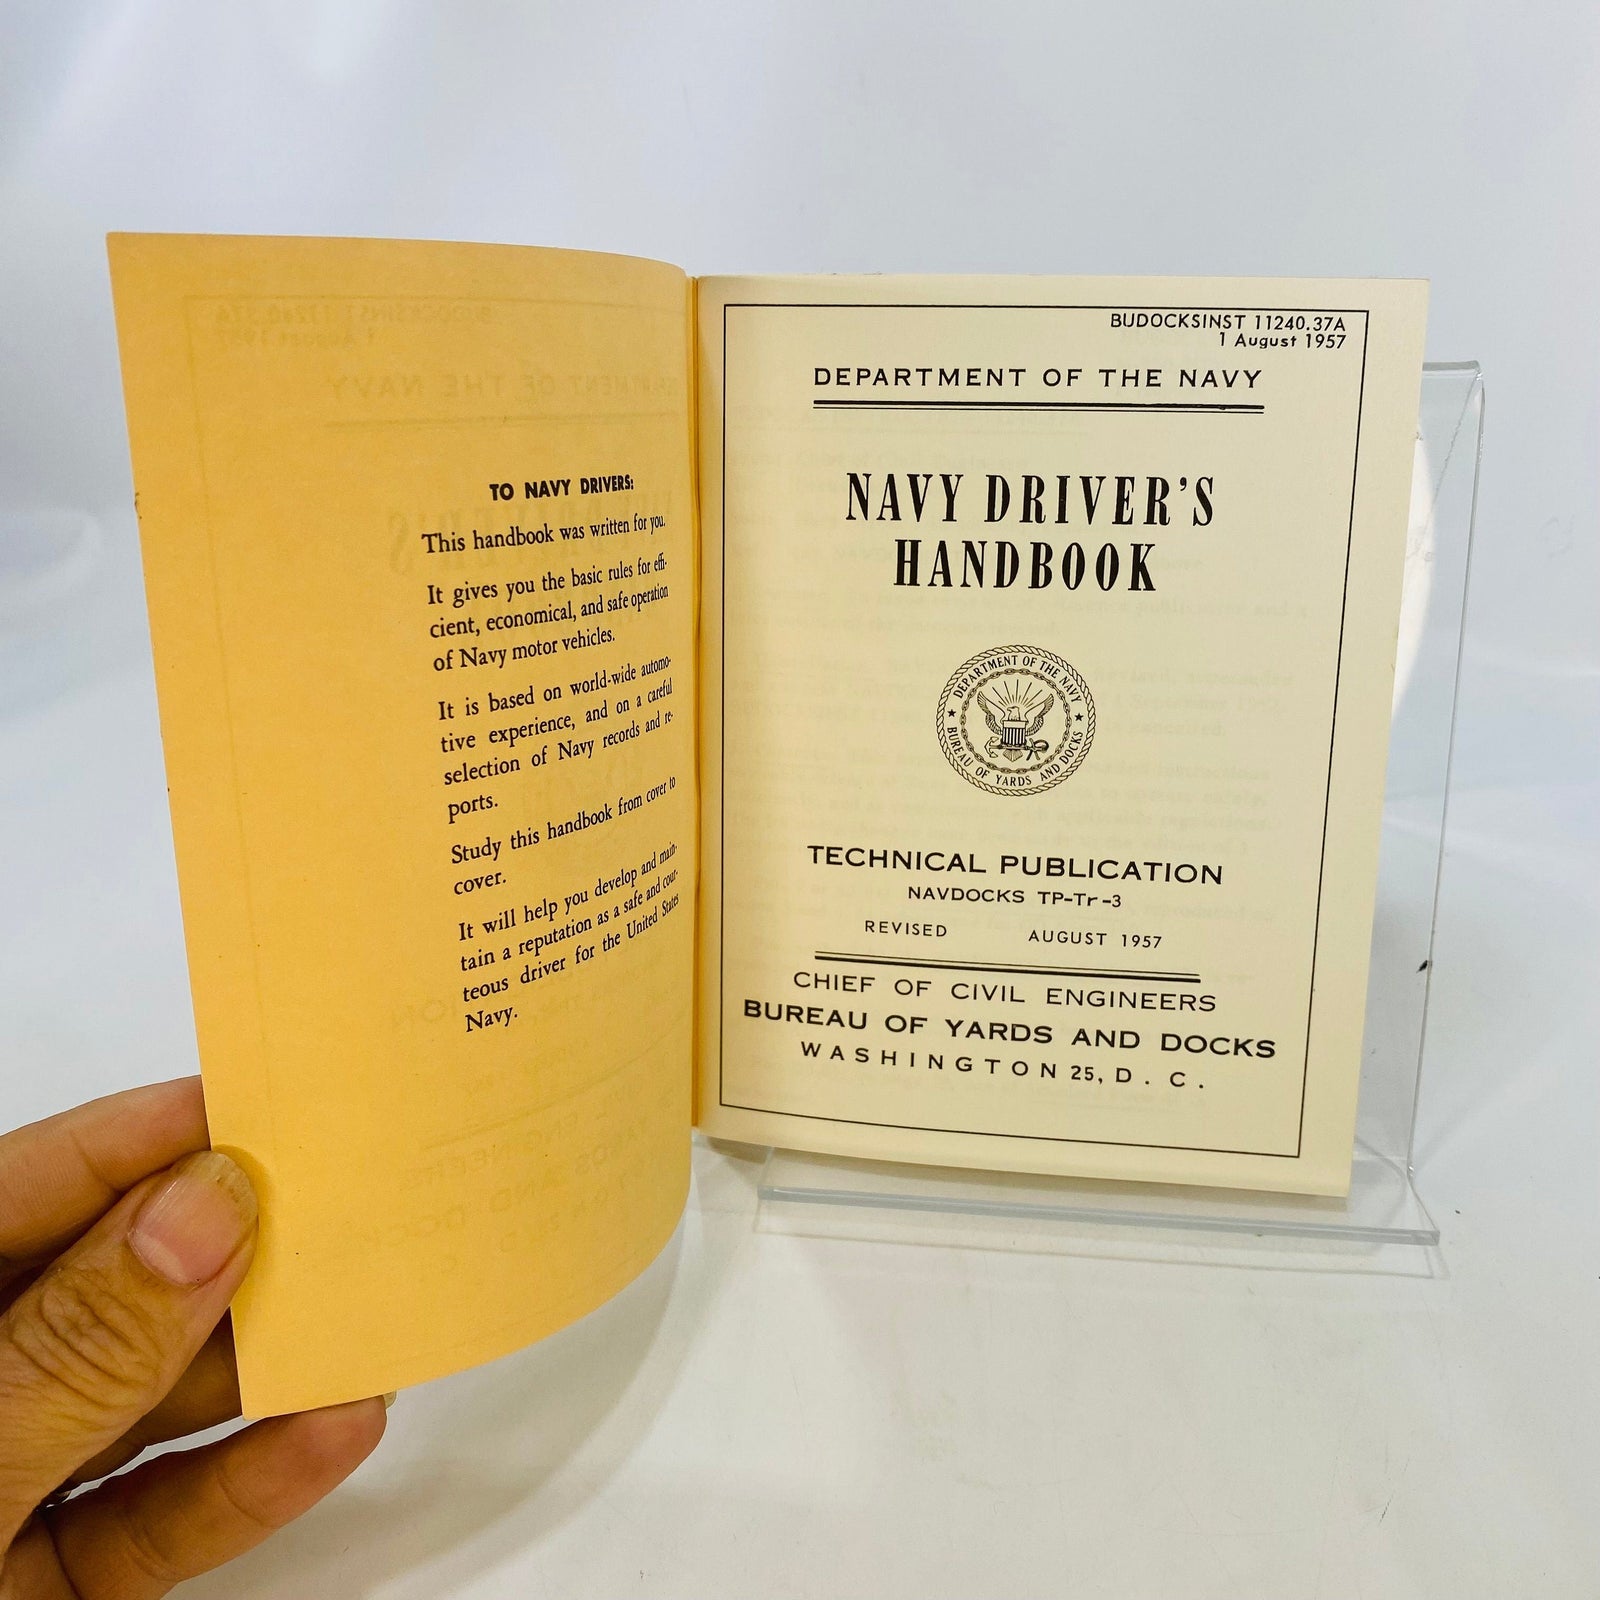 TO NAVY DRIVERS:
This handbook was written for you.
It gives you the basic rules for effi-
cient, economical, and safe operation
of Navy motor vehicles.
It is based on world-wide automo-
tive experience, and on a careful
selection of Navy records and re-
ports.
Study this handbook from cover to
cover.
It will help you develop and main-
tain a reputation as a safe and cour-
teous driver for the United States
Navy.
BUDOCKSINST 11240.37A
1 August 1957
DEPARTMENT OF THE NAVY
NAVY DRIVER'S
HANDBOOK
DEPARTMENT OF THE NAVY
BUREAU OF YARDS AND DOCKS
TECHNICAL PUBLICATION
NAVDOCKS TP-Tr-3
REVISED AUGUST 1957
CHIEF OF CIVIL ENGINEERS
BUREAU OF YARDS AND DOCKS
WASHINGTON 25, D. C.